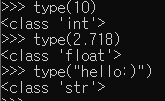 >>> type(10)
<class 'int'>
>>> type(2.718)
<class 'float'>
>>> type("hello:)")
<class 'str'>
>>>